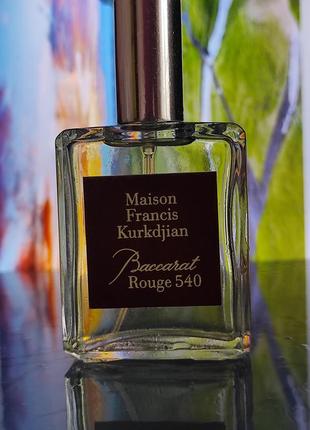 Maison
Francis
Kurkdjian
Baccarat
Rouge 540